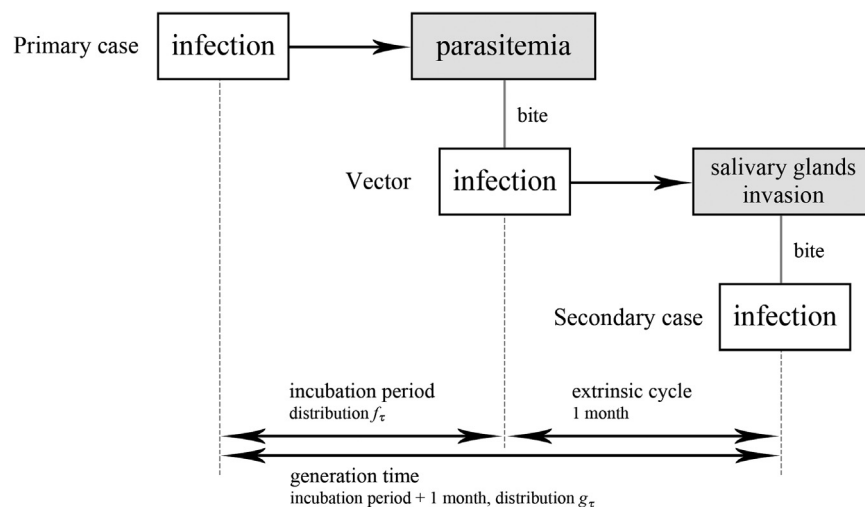 Primary case
infection
parasitemia
bite
Vector
infection
salivary glands
invasion
bite
Secondary case
infection
incubation period
distribution fτ
extrinsic cycle
1 month
generation time
incubation period + 1 month, distribution gτ